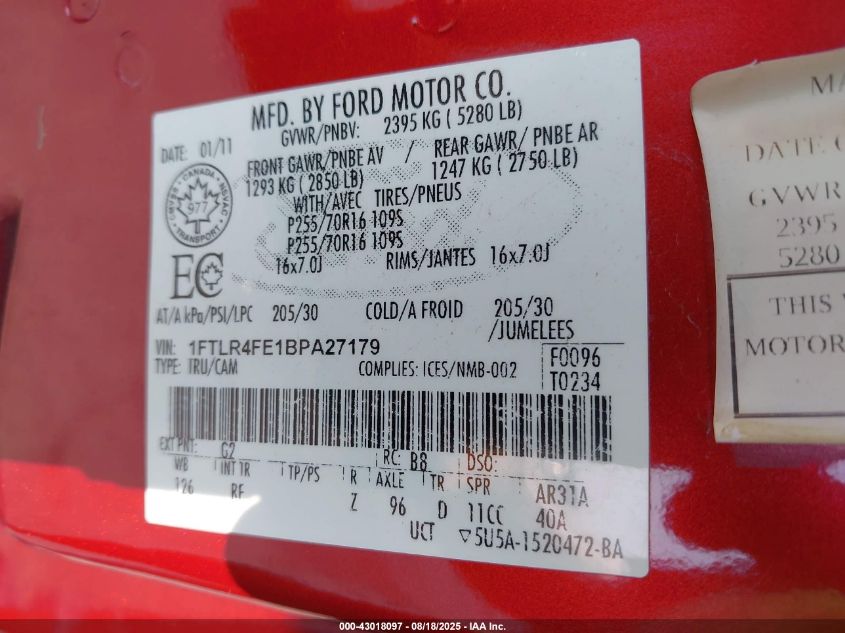 MFD. BY FORD MOTOR CO.
DATE: 01/11
GVWR/PNBV: 2395 KG ( 5280 LB)
FRONT GAWR/PNBE AV / REAR GAWR/ PNBE AR
1293 KG ( 2850 LB) 1247 KG ( 2750 LB)
WITH/AVEC TIRES/PNEUS
P255/70R16 109S
P255/70R16 109S
16x7.0J RIMS/JANTES 16x7.0J
CANADA
977
TRANSPORT
EC
AT/A kPa/PSI/LPC 205/30 COLD/A FROID 205/30
/JUMELEES
VIN: 1FTLR4FE1BPA27179
TYPE: TRU/CAM COMPLIES: ICES/NMB-002
F0096
T0234
EXT PNT: G2 RC: B8 DSO:
WB INT TR TP/PS R AXLE TR SPR AR31A
126 RF Z 96 D 11CC 40A
UCT ▽5U5A-1520472-BA
DATE
GVWR
2395
5280
THIS
MOTOR
000-43018097 - 08/18/2025 - IAA Inc.